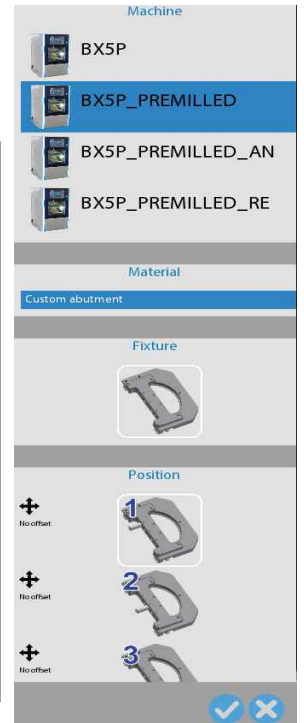 Machine
BX5P
BX5P_PREMILLED
BX5P_PREMILLED_AN
BX5P_PREMILLED_RE
Material
Custom abutment
Fixture
Position
1
No offset
2
No offset
3
No offset